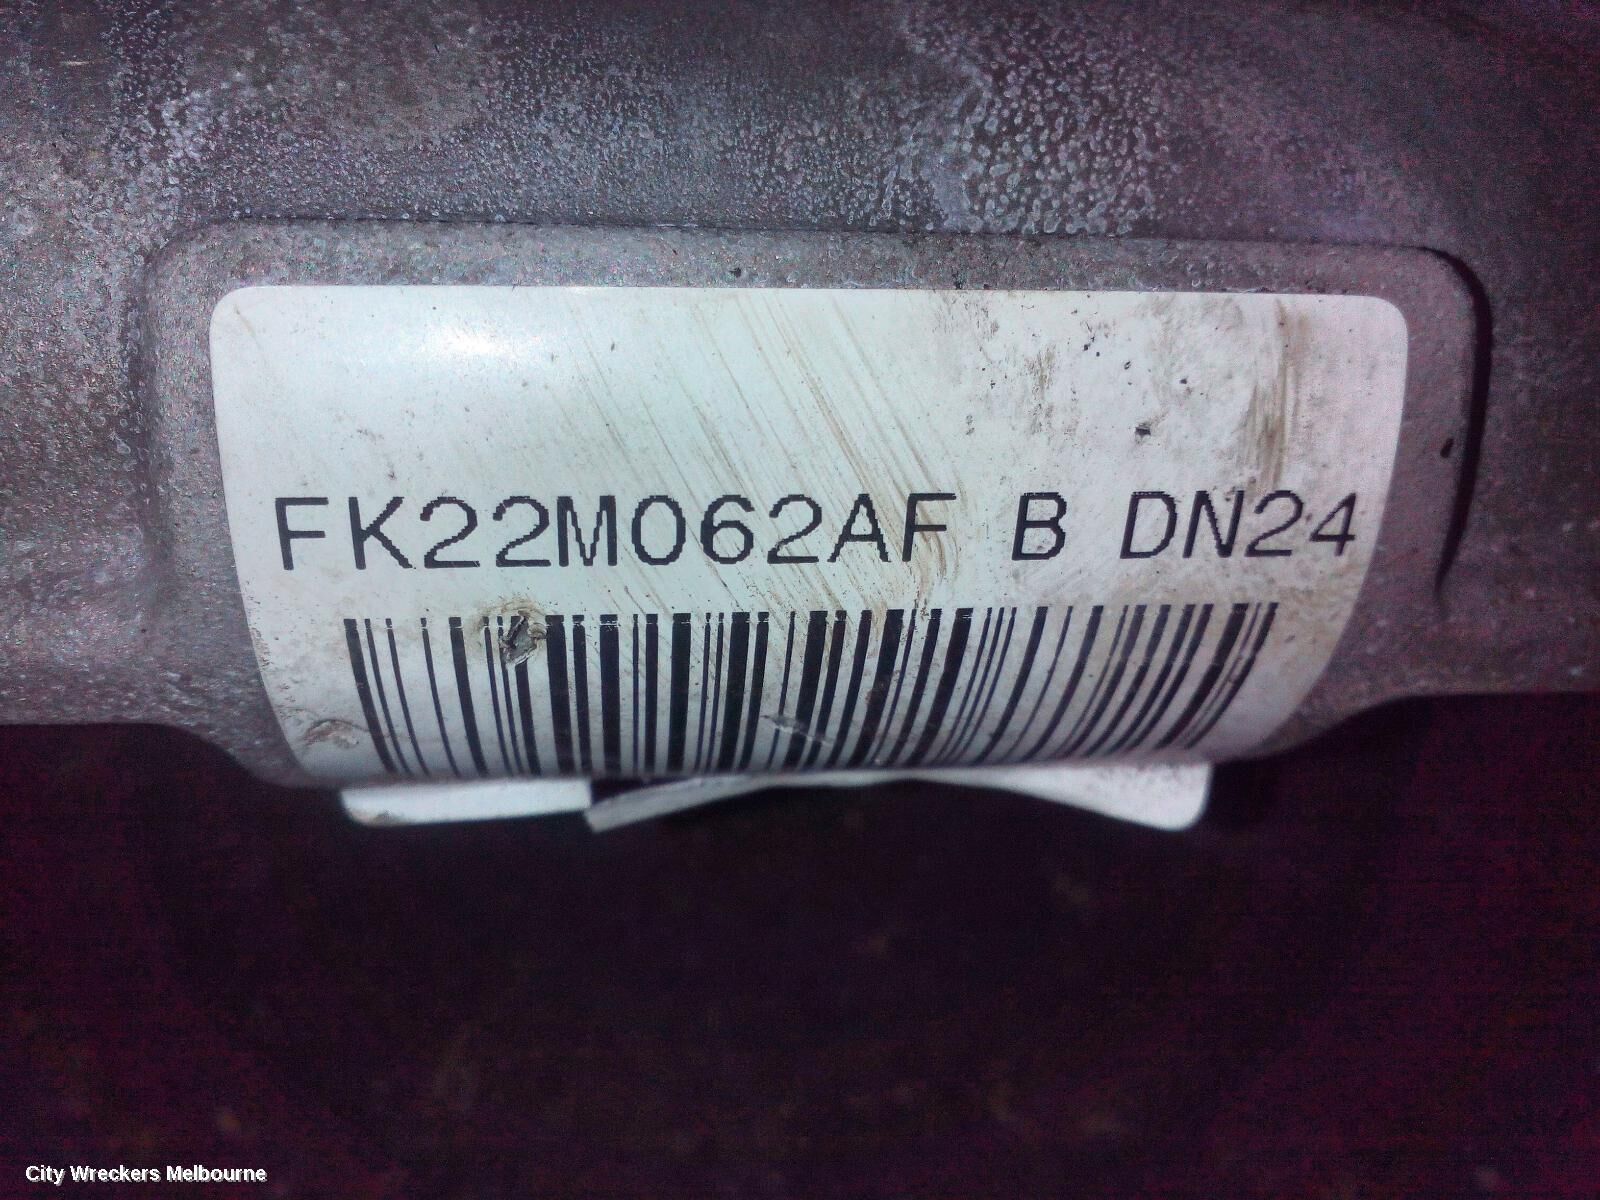 FK22M062AF B DN24
City Wreckers Melbourne